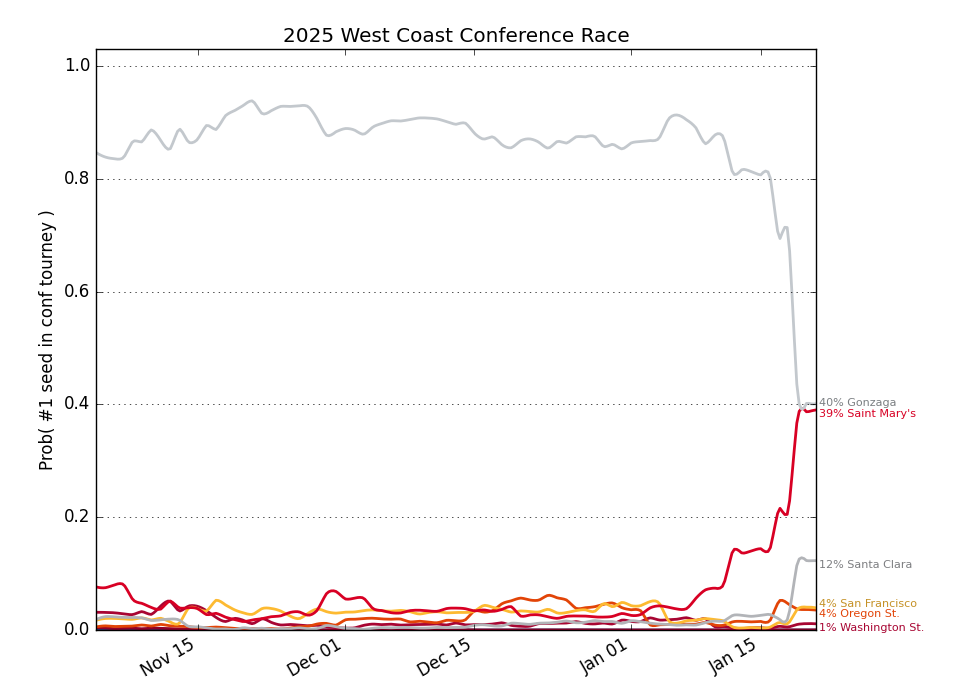 2025 West Coast Conference Race
1.0
0.8
0.6
0.4
0.2
0.0
Prob( #1 seed in conf tourney )
40% Gonzaga
39% Saint Mary's
12% Santa Clara
4% San Francisco
4% Oregon St.
1% Washington St.
Nov 15
Dec 01
Dec 15
Jan 01
Jan 15